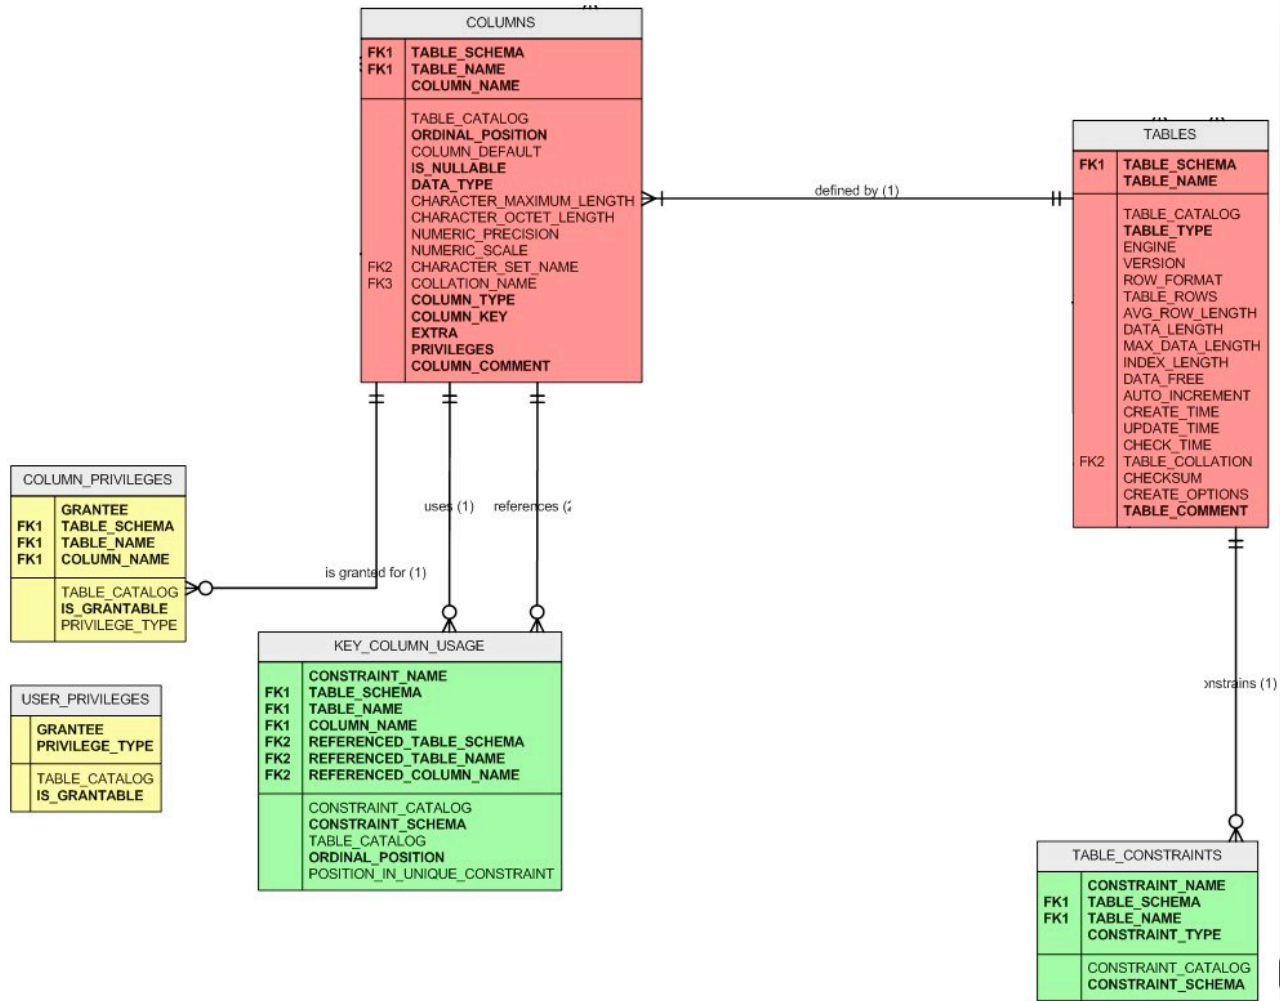 COLUMNS
FK1 TABLE_SCHEMA
FK1 TABLE_NAME
COLUMN_NAME
TABLE_CATALOG
ORDINAL_POSITION
COLUMN_DEFAULT
IS_NULLABLE
DATA_TYPE
CHARACTER_MAXIMUM_LENGTH
CHARACTER_OCTET_LENGTH
NUMERIC_PRECISION
NUMERIC_SCALE
FK2 CHARACTER_SET_NAME
FK3 COLLATION_NAME
COLUMN_TYPE
COLUMN_KEY
EXTRA
PRIVILEGES
COLUMN_COMMENT
defined by (1)
TABLES
FK1 TABLE_SCHEMA
TABLE_NAME
TABLE_CATALOG
TABLE_TYPE
ENGINE
VERSION
ROW_FORMAT
TABLE_ROWS
AVG_ROW_LENGTH
DATA_LENGTH
MAX_DATA_LENGTH
INDEX_LENGTH
DATA_FREE
AUTO_INCREMENT
CREATE_TIME
UPDATE_TIME
CHECK_TIME
FK2 TABLE_COLLATION
CHECKSUM
CREATE_OPTIONS
TABLE_COMMENT
COLUMN_PRIVILEGES
GRANTEE
FK1 TABLE_SCHEMA
FK1 TABLE_NAME
FK1 COLUMN_NAME
TABLE_CATALOG
IS_GRANTABLE
PRIVILEGE_TYPE
is granted for (1)
uses (1)
references
KEY_COLUMN_USAGE
CONSTRAINT_NAME
FK1 TABLE_SCHEMA
FK1 TABLE_NAME
FK1 COLUMN_NAME
FK2 REFERENCED_TABLE_SCHEMA
FK2 REFERENCED_TABLE_NAME
FK2 REFERENCED_COLUMN_NAME
CONSTRAINT_CATALOG
CONSTRAINT_SCHEMA
TABLE_CATALOG
ORDINAL_POSITION
POSITION_IN_UNIQUE_CONSTRAINT
USER_PRIVILEGES
GRANTEE
PRIVILEGE_TYPE
TABLE_CATALOG
IS_GRANTABLE
(1)
TABLE_CONSTRAINTS
CONSTRAINT_NAME
FK1 TABLE_SCHEMA
FK1 TABLE_NAME
CONSTRAINT_TYPE
CONSTRAINT_CATALOG
CONSTRAINT_SCHEMA